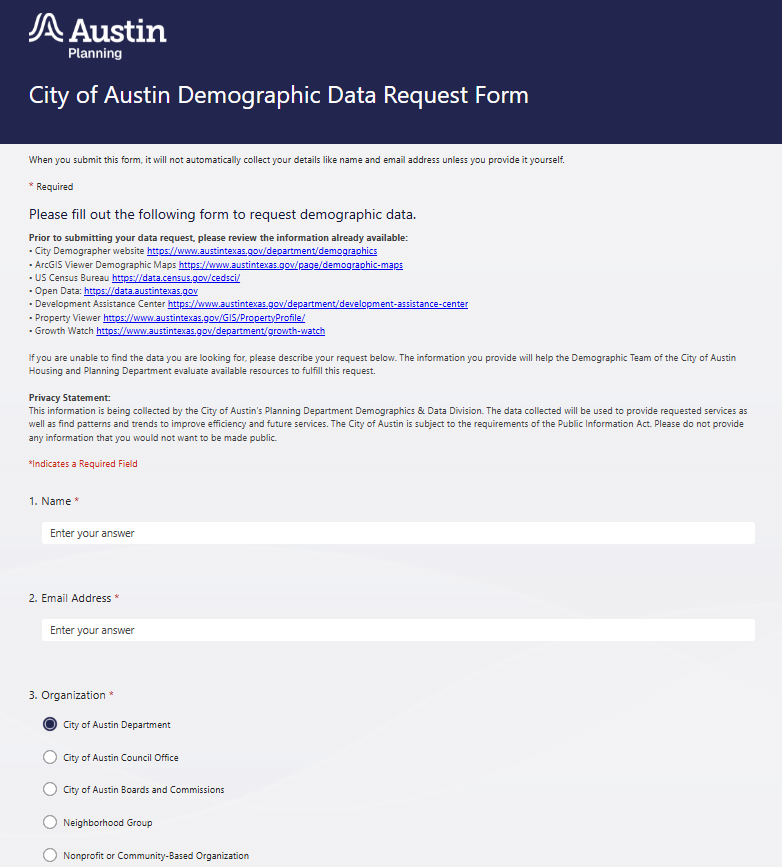 Austin
Planning
City of Austin Demographic Data Request Form
When you submit this form, it will not automatically collect your details like name and email address unless you provide it yourself.
* Required
Please fill out the following form to request demographic data.
Prior to submitting your data request, please review the information already available:
• City Demographer website https://www.austintexas.gov/department/demographics
• ArcGIS Viewer Demographic Maps https://www.austintexas.gov/page/demographic-maps
• US Census Bureau https://data.census.gov/cedsci/
• Open Data: https://data.austintexas.gov
• Development Assistance Center https://www.austintexas.gov/department/development-assistance-center
• Property Viewer https://www.austintexas.gov/GIS/PropertyProfile/
• Growth Watch https://www.austintexas.gov/department/growth-watch
If you are unable to find the data you are looking for, please describe your request below. The information you provide will help the Demographic Team of the City of Austin
Housing and Planning Department evaluate available resources to fulfill this request.
Privacy Statement:
This information is being collected by the City of Austin's Planning Department Demographics & Data Division. The data collected will be used to provide requested services as
well as find patterns and trends to improve efficiency and future services. The City of Austin is subject to the requirements of the Public Information Act. Please do not provide
any information that you would not want to be made public.
*Indicates a Required Field
1. Name *
Enter your answer
2. Email Address *
Enter your answer
3. Organization *
City of Austin Department
City of Austin Council Office
City of Austin Boards and Commissions
Neighborhood Group
Nonprofit or Community-Based Organization